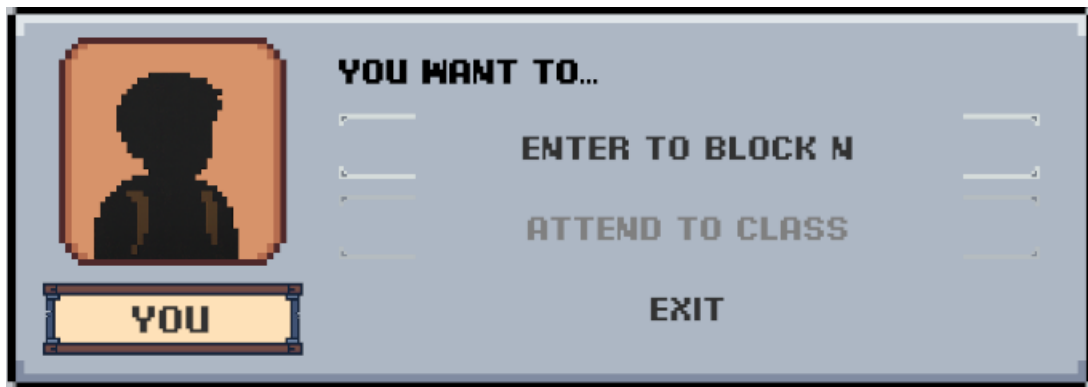 YOU WANT TO...
ENTER TO BLOCK N
ATTEND TO CLASS
EXIT
YOU